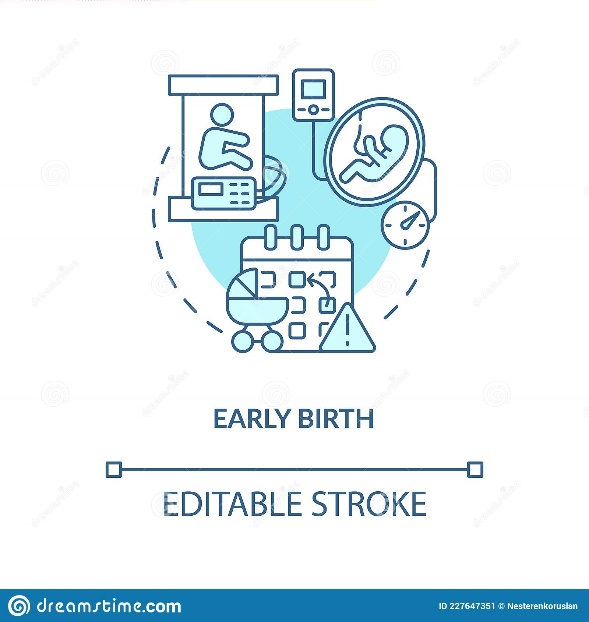 EARLY BIRTH
EDITABLE STROKE
dreamstime.com
ID 227647351 © Nesterenkoruslan